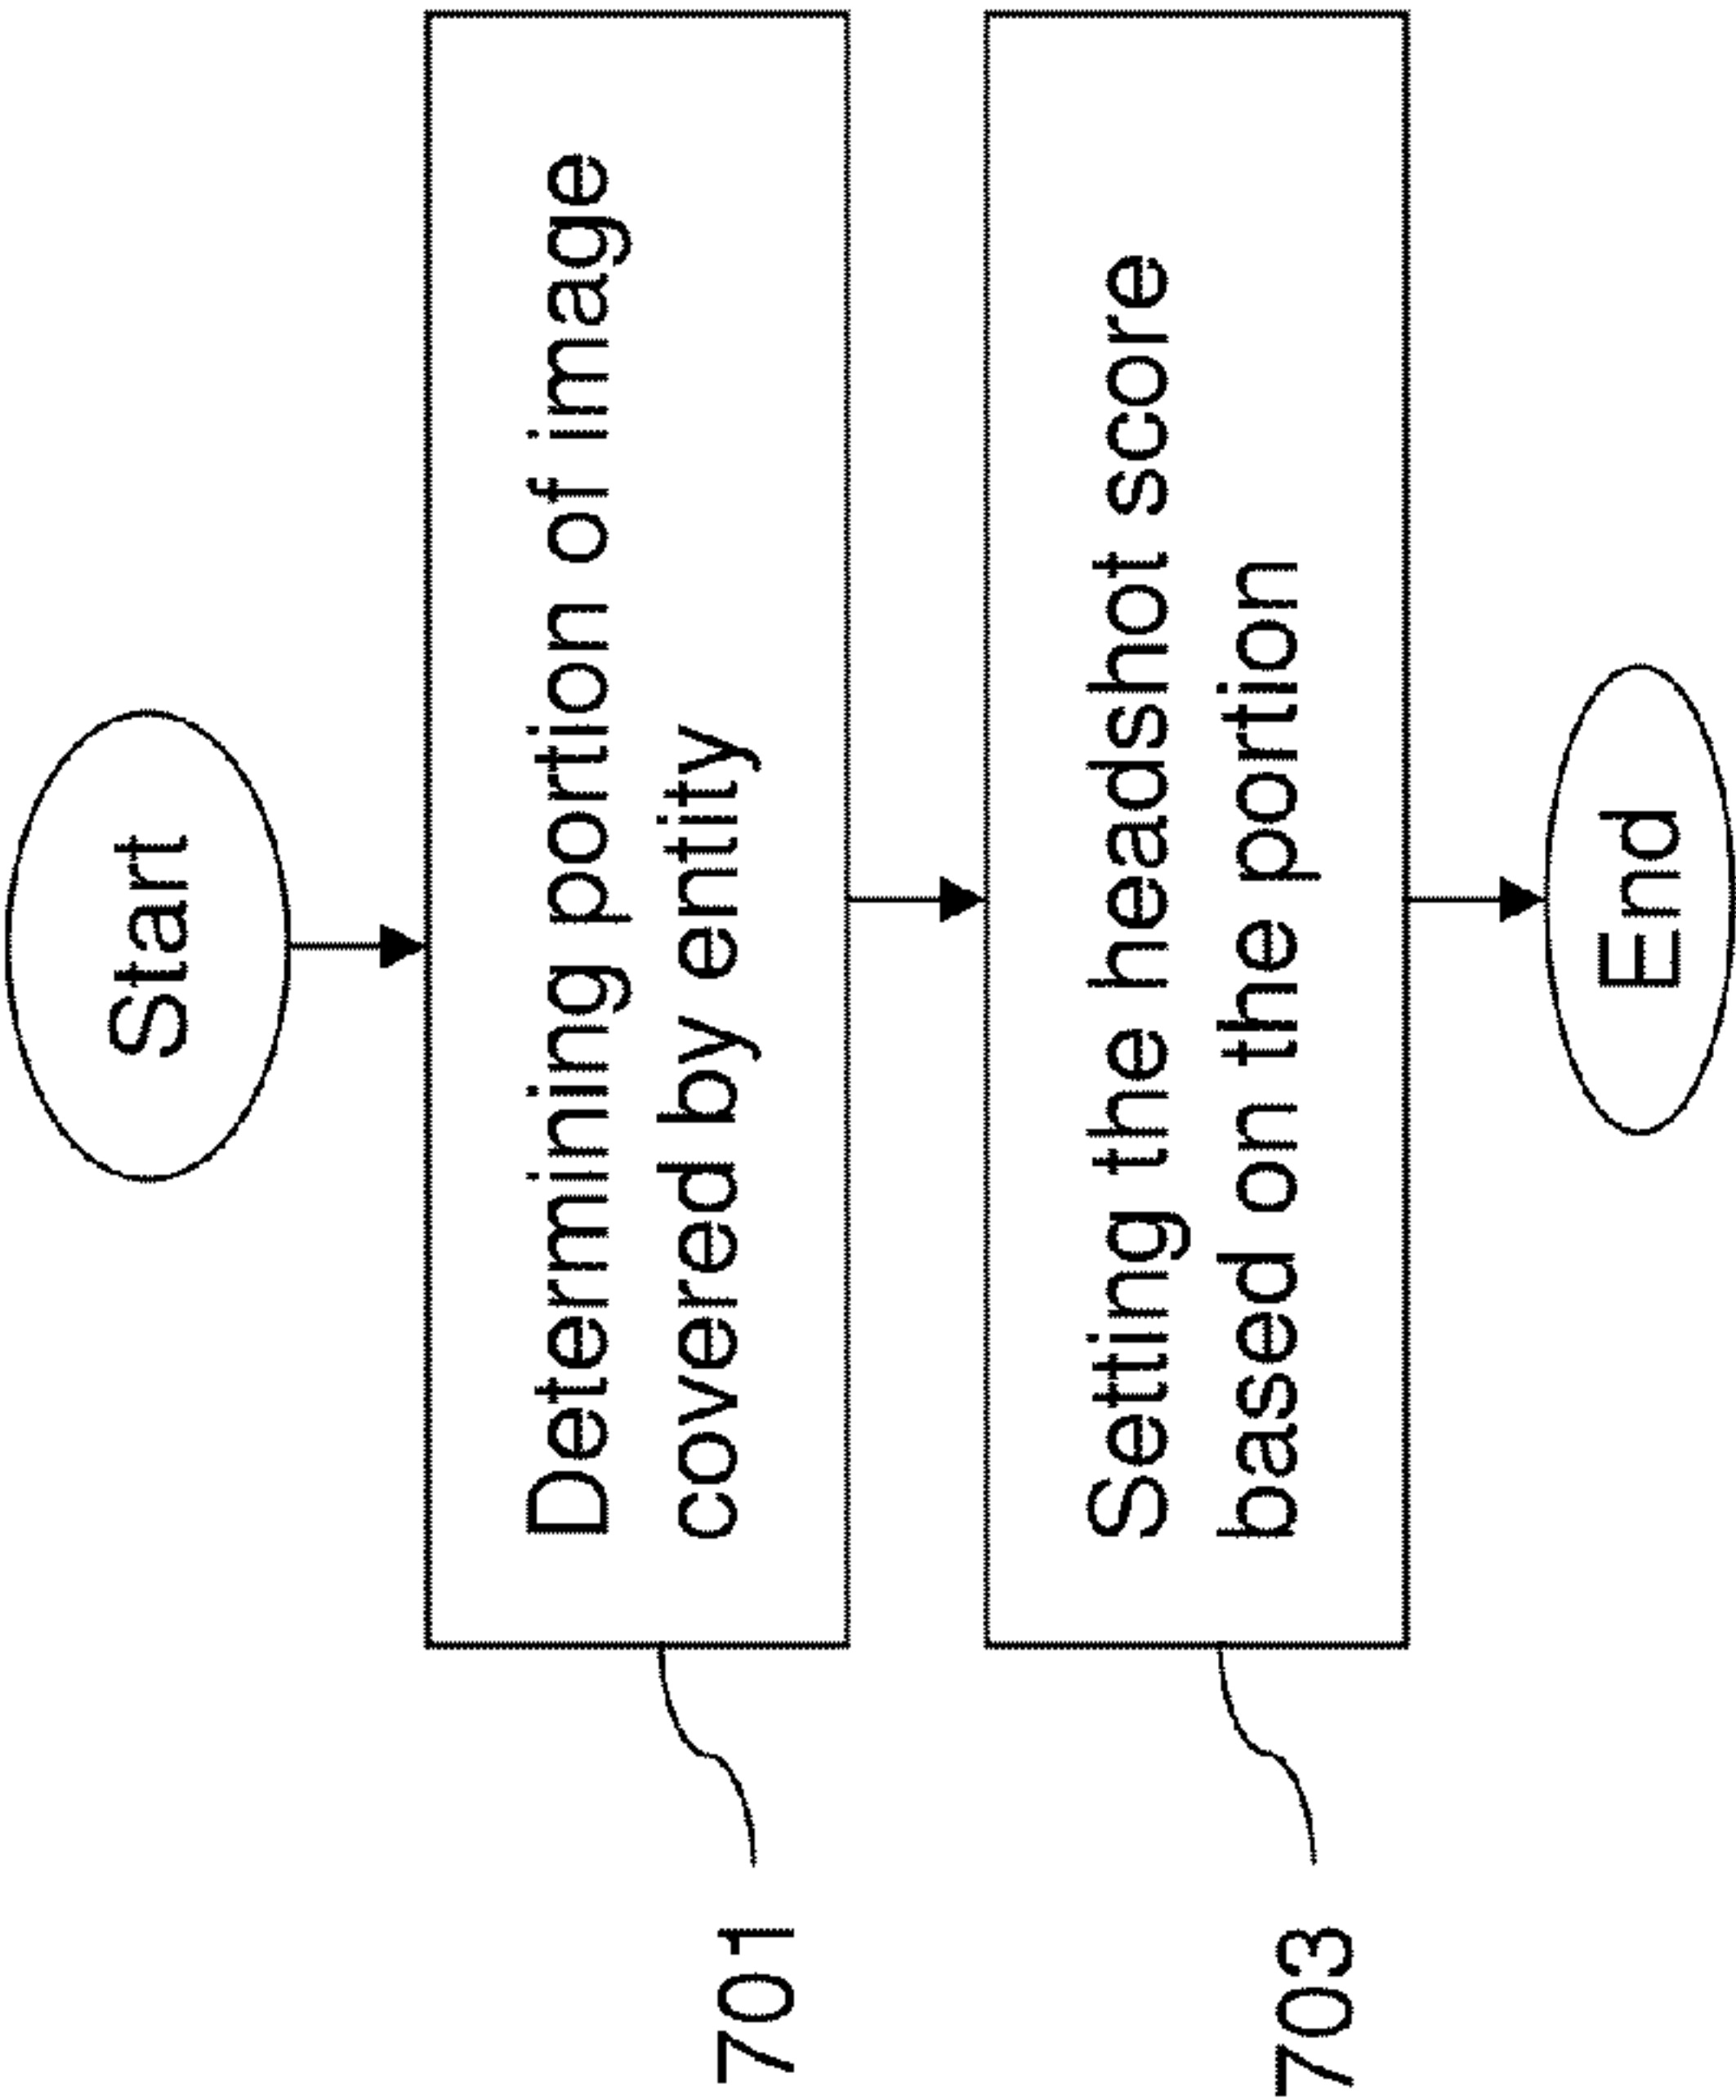 Start
Determining portion of image
covered by entity
701
Setting the headshot score
based on the portion
703
End